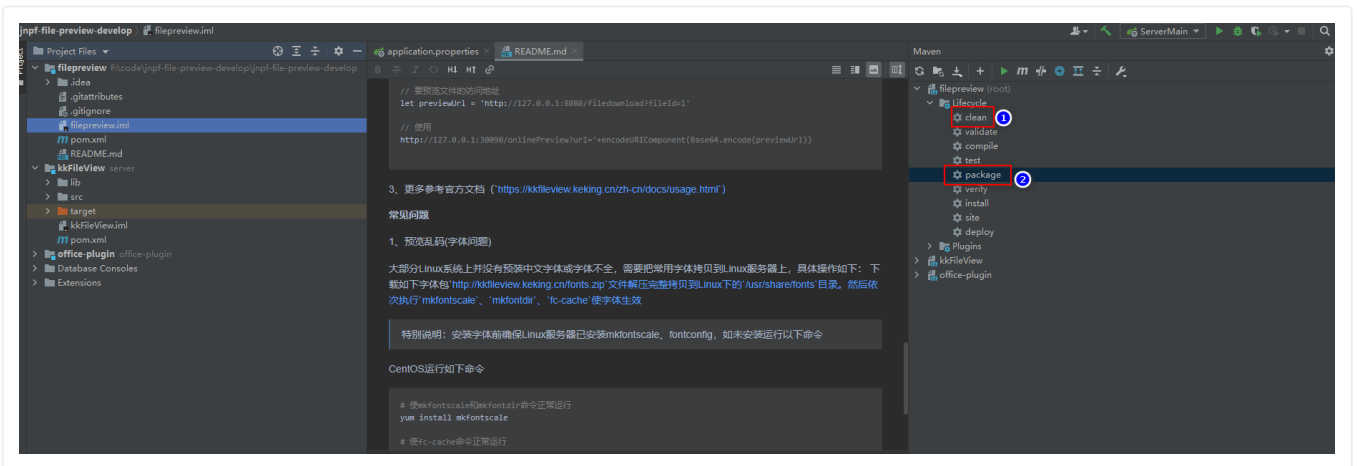 jnpf-file-preview-develop › filepreview.iml
ServerMain
Project
Project Files
application.properties
README.md
Maven
filepreview F:\code\jnpf-file-preview-develop\jnpf-file-preview-develop
.idea
.gitattributes
.gitignore
filepreview.iml
pom.xml
README.md
kkFileView server
lib
src
target
kkFileView.iml
pom.xml
office-plugin office-plugin
Database Consoles
Extensions
B I <> H↓ H↑
// 要预览文件的访问地址
let previewUrl = 'http://127.0.0.1:8080/filedownload?fileId=1'
// 使用
http://127.0.0.1:30090/onlinePreview?url='+encodeURIComponent(Base64.encode(previewUrl))
3、更多参考官方文档（`https://kkfileview.keking.cn/zh-cn/docs/usage.html`）
常见问题
1、预览乱码(字体问题)
大部分Linux系统上并没有预装中文字体或字体不全，需要把常用字体拷贝到Linux服务器上，具体操作如下： 下
载如下字体包`http://kkfileview.keking.cn/fonts.zip`文件解压完整拷贝到Linux下的`/usr/share/fonts`目录。然后依
次执行`mkfontscale`、`mkfontdir`、`fc-cache`使字体生效
特别说明：安装字体前确保Linux服务器已安装mkfontscale、fontconfig，如未安装运行以下命令
CentOS运行如下命令
# 使mkfontscale和mkfontdir命令正常运行
yum install mkfontscale
# 使fc-cache命令正常运行
m
filepreview (root)
Lifecycle
clean 1
validate
compile
test
package 2
verify
install
site
deploy
Plugins
kkFileView
office-plugin